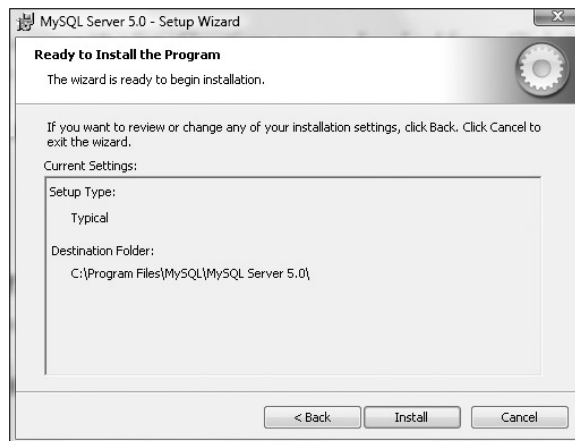 MySQL Server 5.0 - Setup Wizard
Ready to Install the Program
The wizard is ready to begin installation.
If you want to review or change any of your installation settings, click Back. Click Cancel to
exit the wizard.
Current Settings:
Setup Type:
Typical
Destination Folder:
C:\Program Files\MySQL\MySQL Server 5.0\
< Back
Install
Cancel